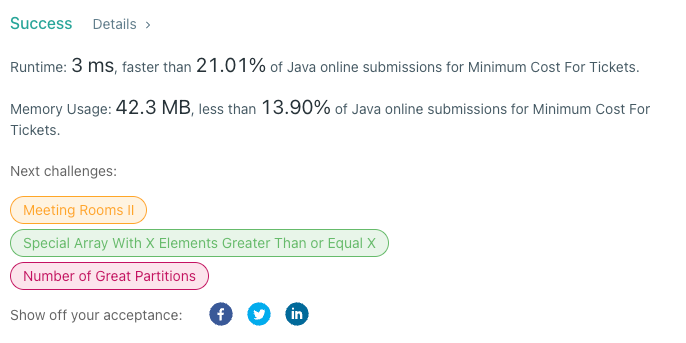 Success Details >
Runtime: 3 ms, faster than 21.01% of Java online submissions for Minimum Cost For Tickets.
Memory Usage: 42.3 MB, less than 13.90% of Java online submissions for Minimum Cost For
Tickets.
Next challenges:
Meeting Rooms II
Special Array With X Elements Greater Than or Equal X
Number of Great Partitions
Show off your acceptance: f in